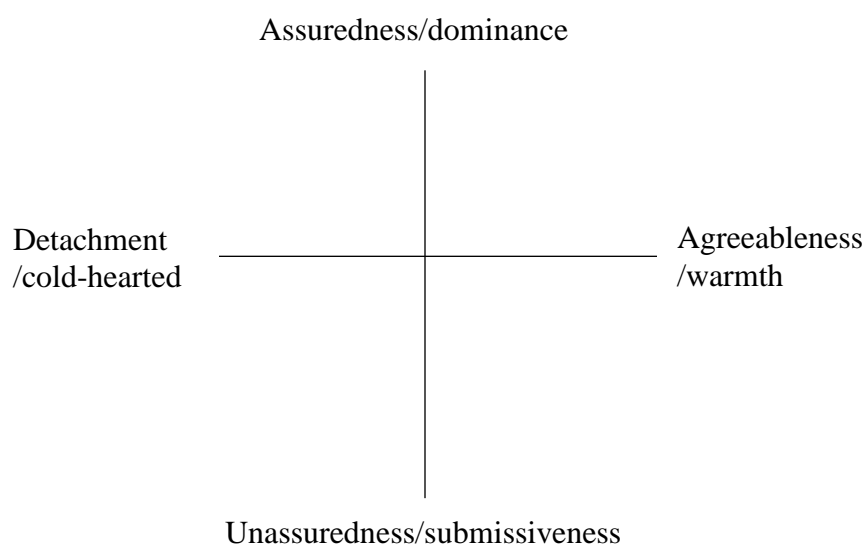 Assuredness/dominance
Detachment
/cold-hearted
Agreeableness
/warmth
Unassuredness/submissiveness